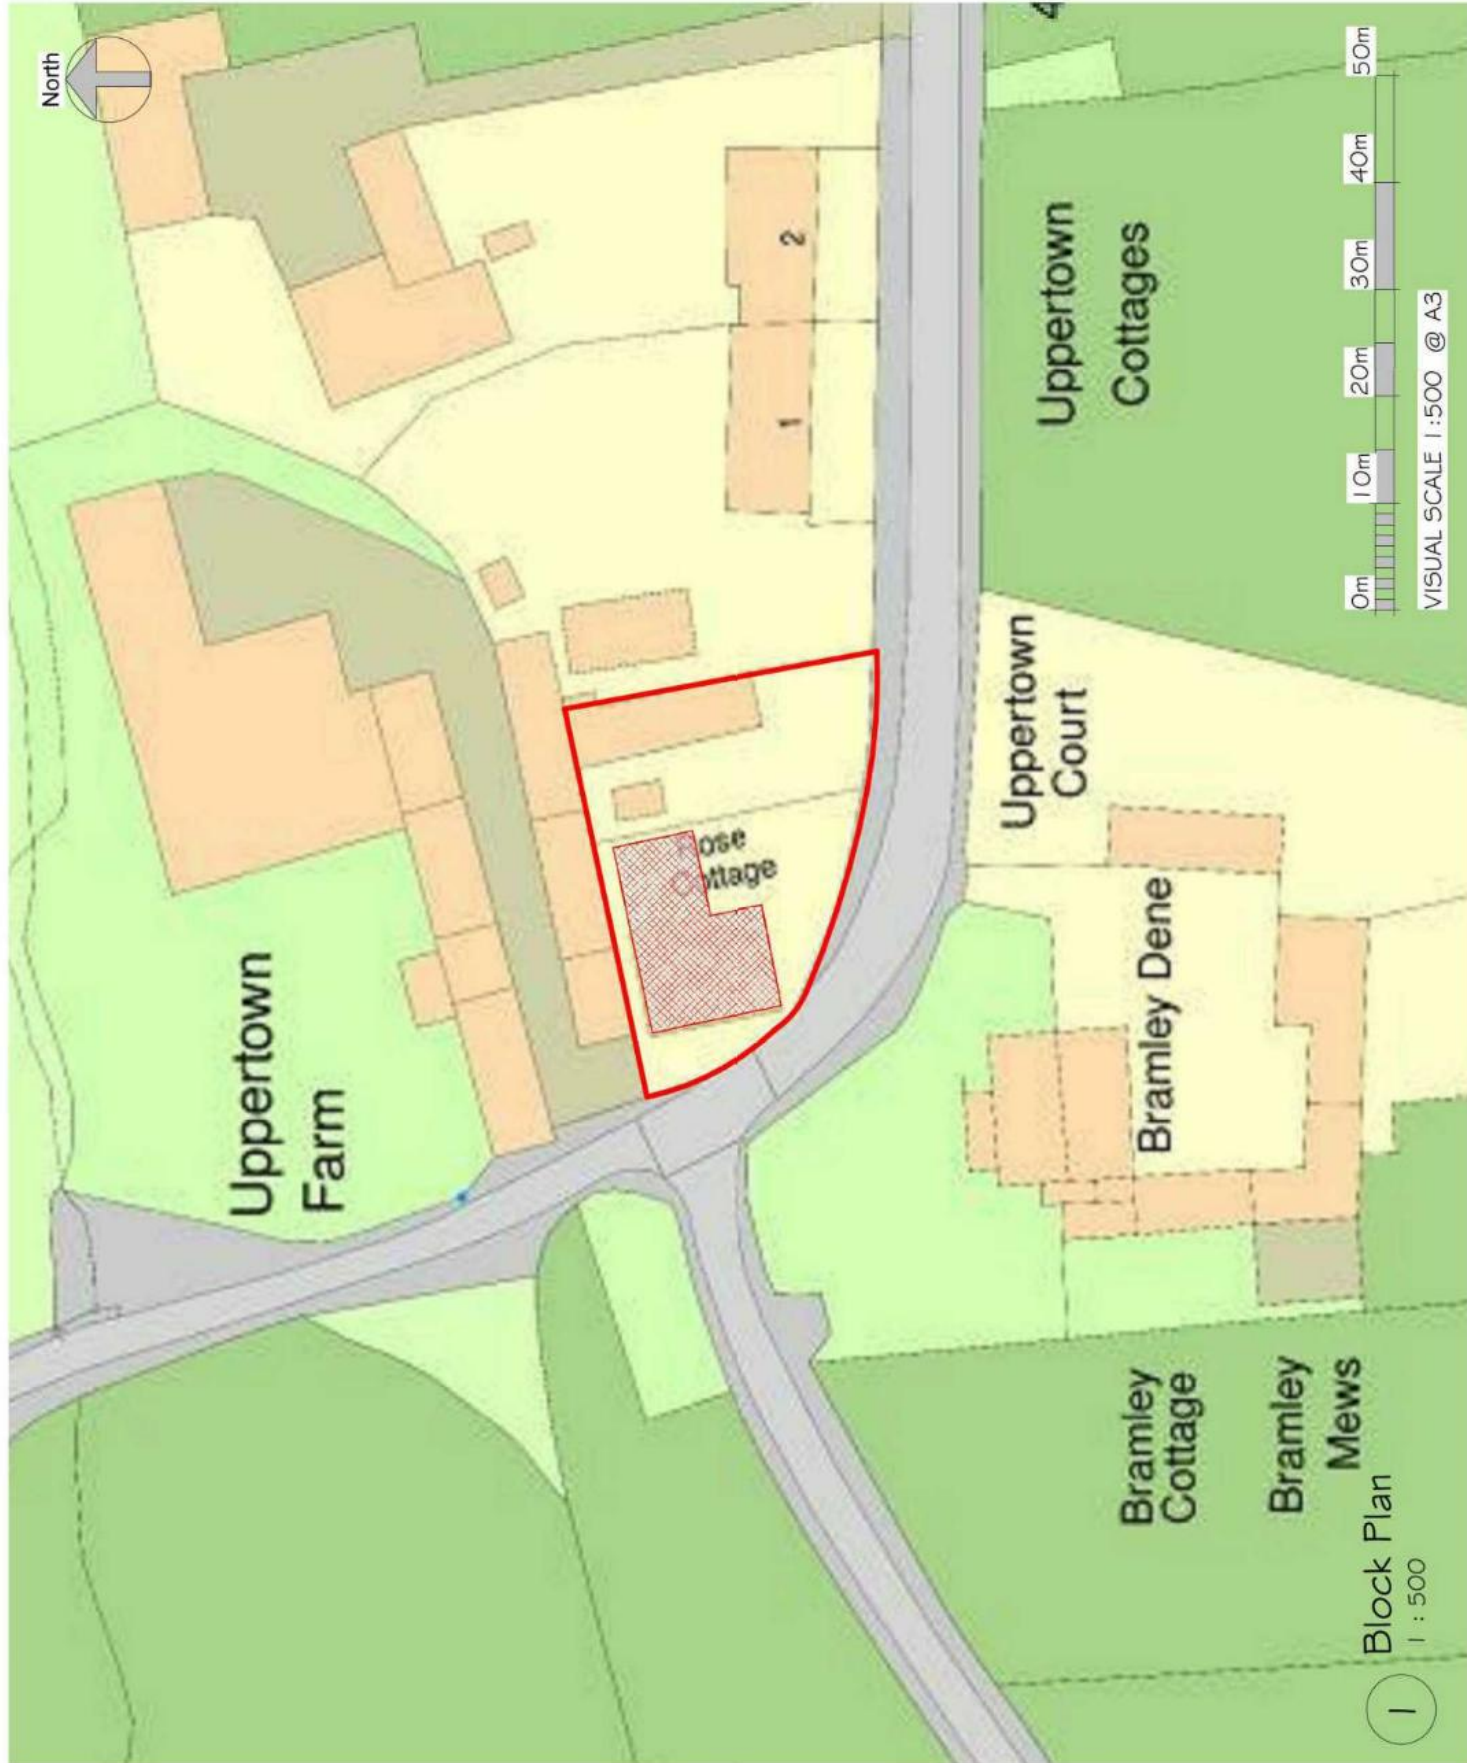 North
Uppertown
Farm
Rose
Cottage
1
2
Uppertown
Court
Uppertown
Cottages
Bramley Dene
Bramley
Cottage
Bramley
Mews
0m 10m 20m 30m 40m 50m
VISUAL SCALE 1:500 @ A3
1
Block Plan
1 : 500